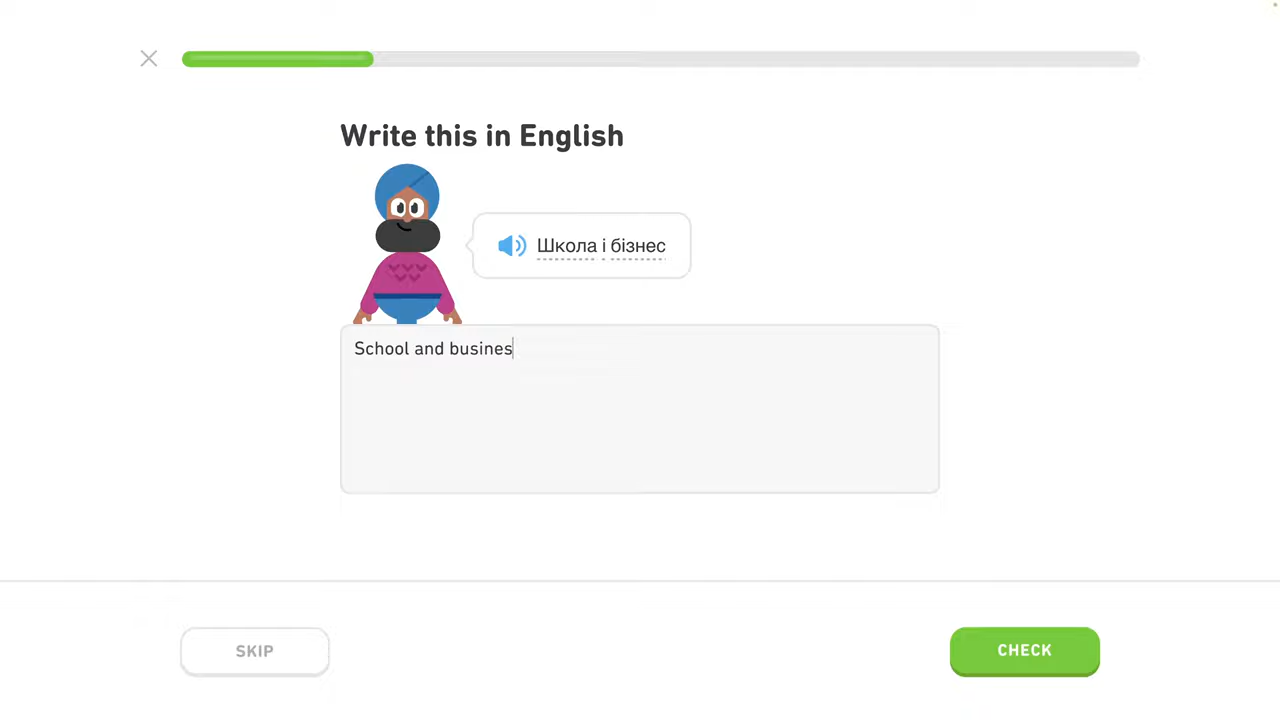 Write this in English
Школа і бізнес
School and busines
SKIP
CHECK